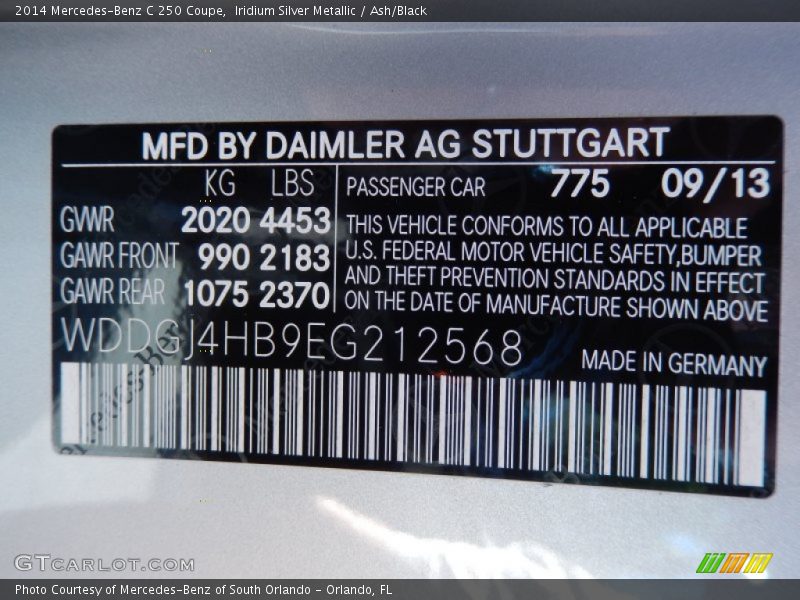 2014 Mercedes-Benz C 250 Coupe,  Iridium Silver Metallic / Ash/Black
MFD BY DAIMLER AG STUTTGART
KG LBS
GWR 2020 4453
GAWR FRONT 990 2183
GAWR REAR 1075 2370
PASSENGER CAR 775 09/13
THIS VEHICLE CONFORMS TO ALL APPLICABLE
U.S. FEDERAL MOTOR VEHICLE SAFETY,BUMPER
AND THEFT PREVENTION STANDARDS IN EFFECT
ON THE DATE OF MANUFACTURE SHOWN ABOVE
WDDGJ4HB9EG212568
MADE IN GERMANY
GTCARLOT.COM
Photo Courtesy of Mercedes-Benz of South Orlando - Orlando, FL